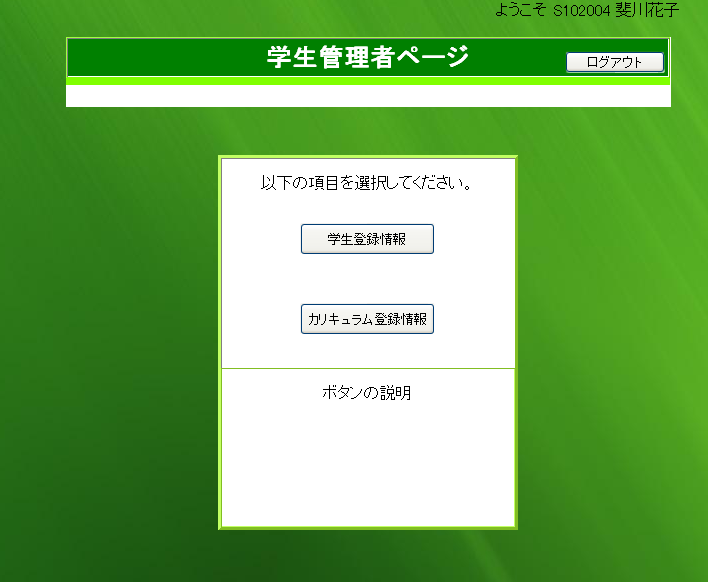 ようこそ S102004 斐川花子
学生管理者ページ
ログアウト
以下の項目を選択してください。
学生登録情報
カリキュラム登録情報
ボタンの説明